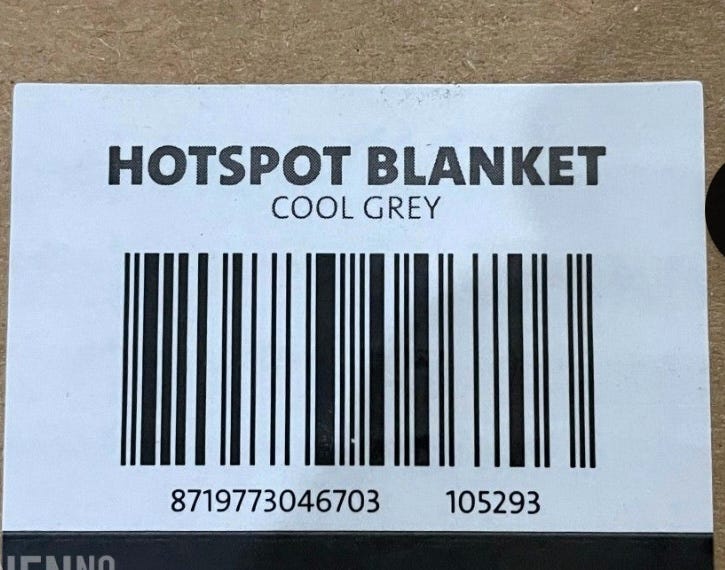 HOTSPOT BLANKET
COOL GREY
8719773046703 105293